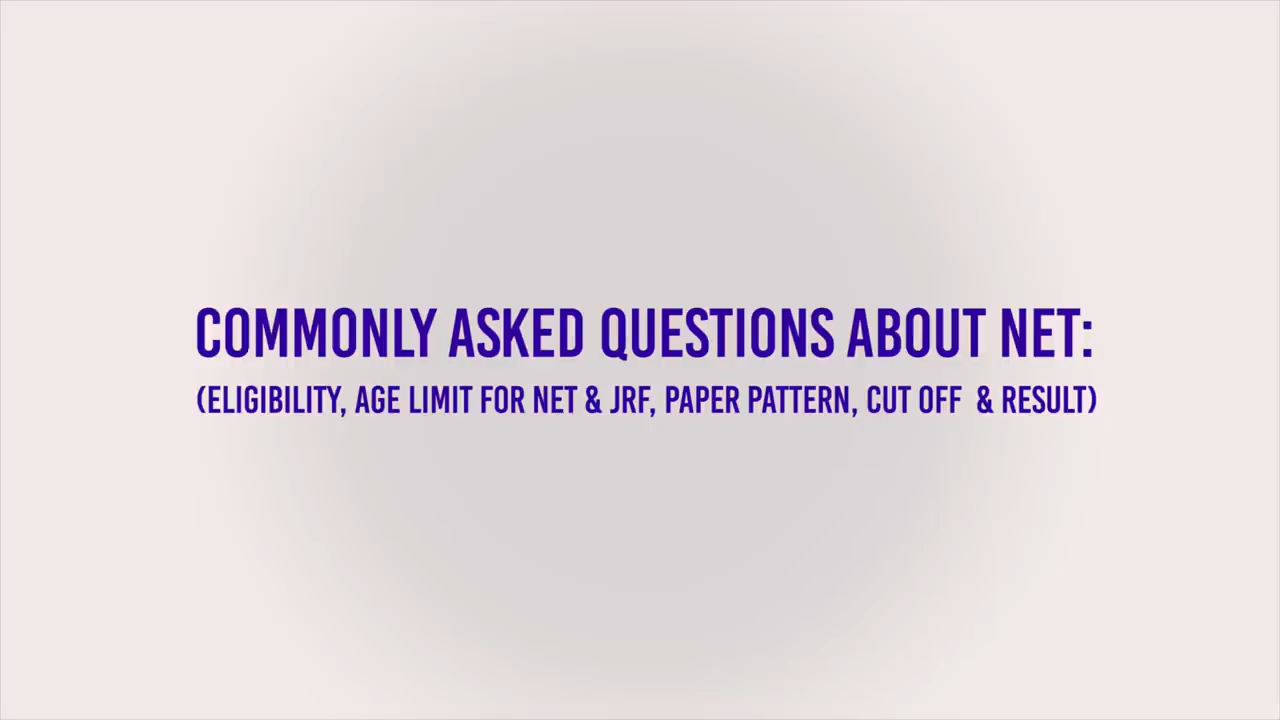 COMMONLY ASKED QUESTIONS ABOUT NET:
(ELIGIBILITY, AGE LIMIT FOR NET & JRF, PAPER PATTERN, CUT OFF & RESULT)